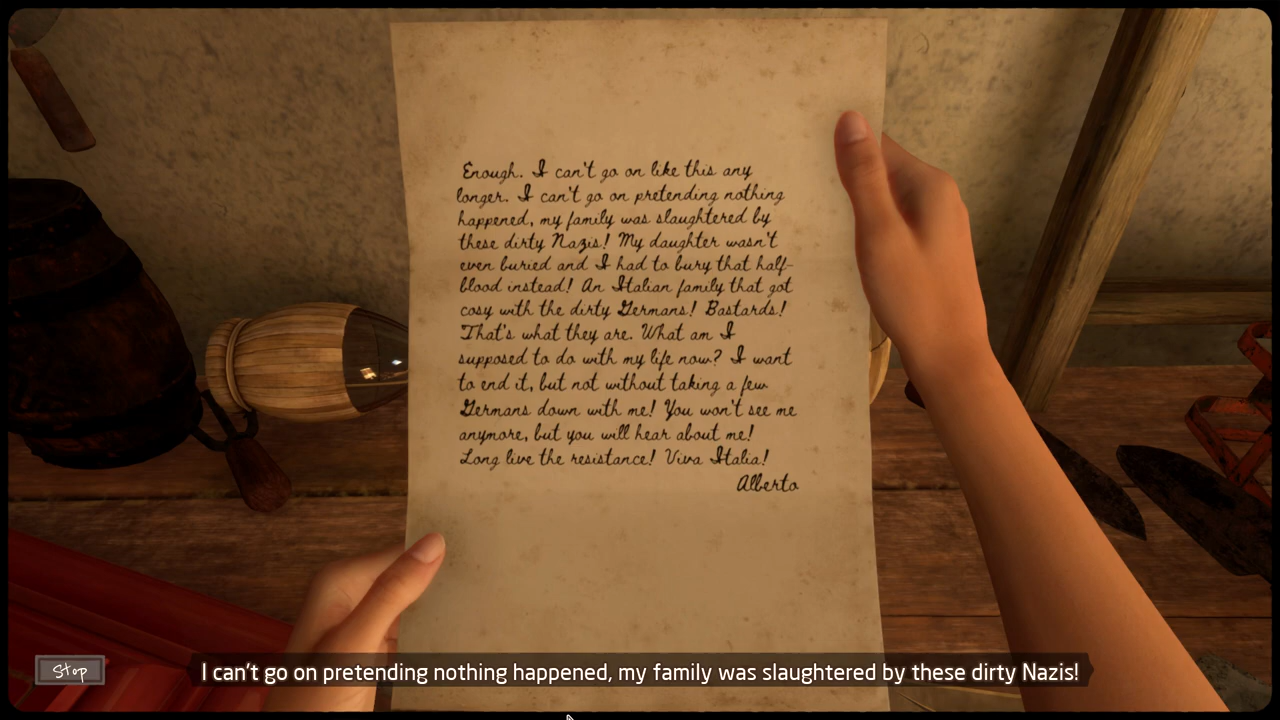 Enough. I can't go on like this any
longer. I can't go on pretending nothing
happened, my family was slaughtered by
these dirty Nazis! My daughter wasn't
even buried and I had to bury that half-
blood instead! An Italian family that got
cosy with the dirty Germans! Bastards!
That's what they are. What am I
supposed to do with my life now? I want
to end it, but not without taking a few
Germans down with me! You won't see me
anymore, but you will hear about me!
Long live the resistance! Viva Italia!
Alberto
Stop
I can't go on pretending nothing happened, my family was slaughtered by these dirty Nazis!